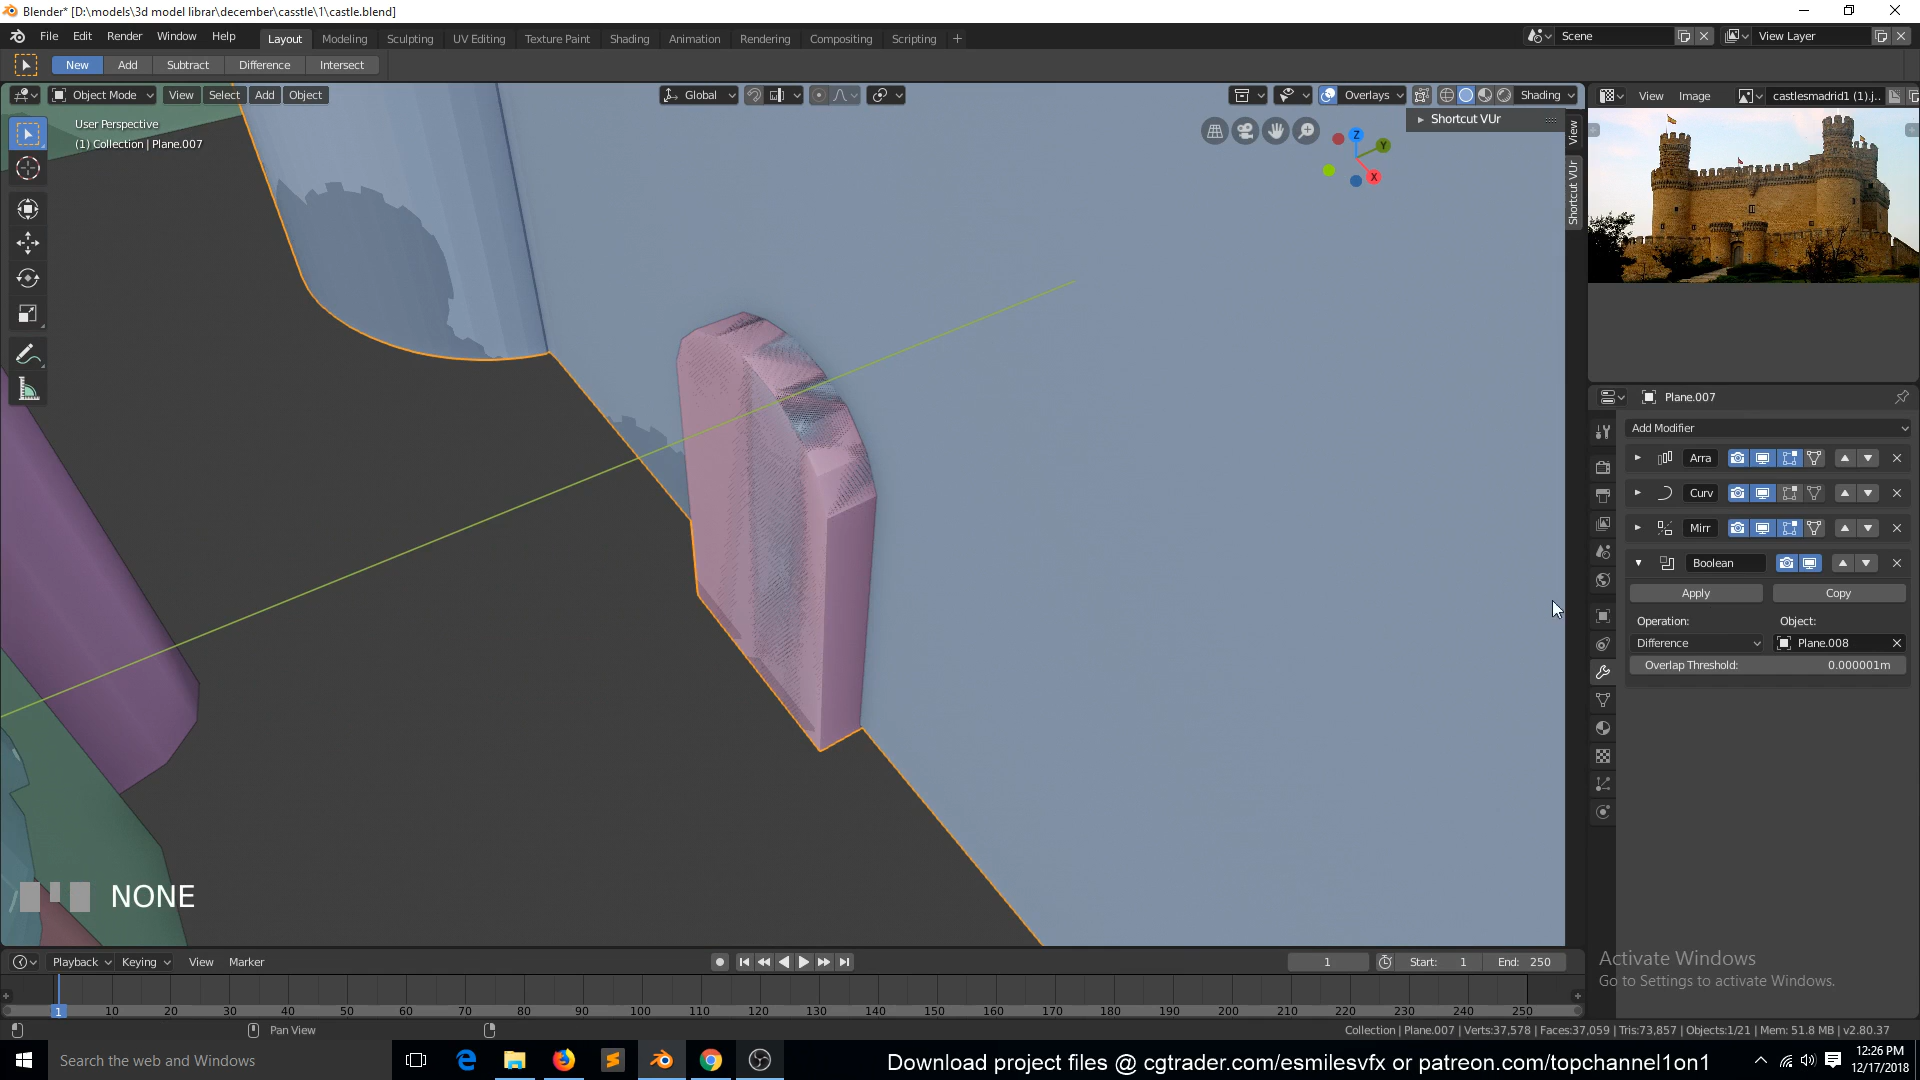 Blender* [D:\models\3d model librar\december\casstle\1\castle.blend]
File Edit Render Window Help Layout Modeling Sculpting UV Editing Texture Paint Shading Animation Rendering Compositing Scripting + Scene View Layer
New Add Subtract Difference Intersect
Object Mode View Select Add Object Global Overlays Shading View Image castlesmadrid1 (1).j..
User Perspective
(1) Collection | Plane.007
Shortcut VUr
View
Shortcut VUr
Z
Y
X
Plane.007
Add Modifier
Arra
Curv
Mirr
Boolean
Apply Copy
Operation: Object:
Difference Plane.008
Overlap Threshold: 0.000001m
NONE
Activate Windows
Go to Settings to activate Windows.
Playback Keying View Marker 1 Start: 1 End: 250
1 10 20 30 40 50 60 70 80 90 100 110 120 130 140 150 160 170 180 190 200 210 220 230 240 250
Pan View
Collection | Plane.007 | Verts:37,578 | Faces:37,059 | Tris:73,857 | Objects:1/21 | Mem: 51.8 MB | v2.80.37
Search the web and Windows
Download project files @ cgtrader.com/esmilesvfx or patreon.com/topchannel1on1
12:26 PM
12/17/2018